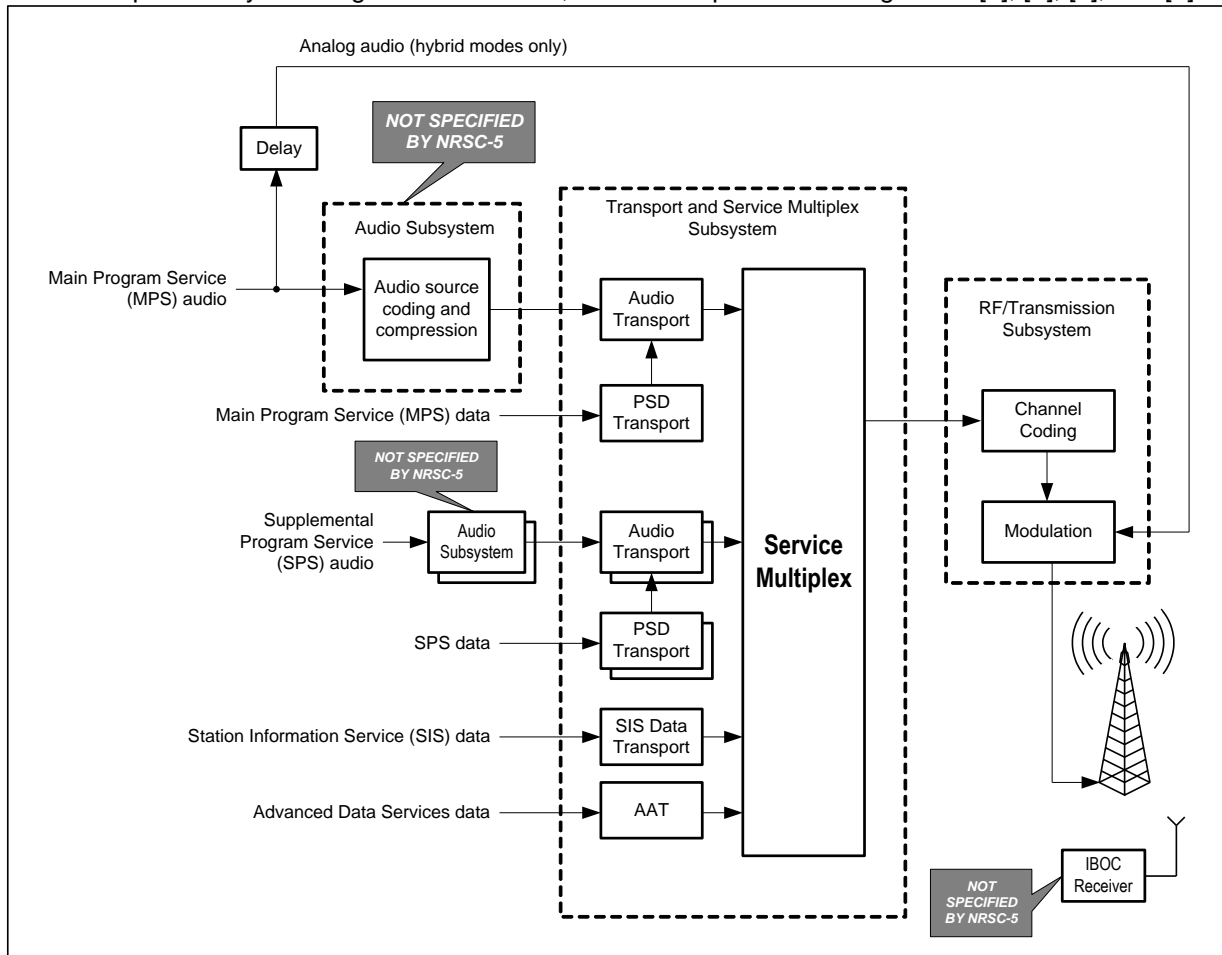 Analog audio (hybrid modes only)
NOT SPECIFIED
BY NRSC-5
Delay
Transport and Service Multiplex
Subsystem
Audio Subsystem
Main Program Service
(MPS) audio
Audio source
coding and
compression
Audio
Transport
RF/Transmission
Subsystem
Main Program Service (MPS) data
PSD
Transport
Channel
Coding
NOT SPECIFIED
BY NRSC-5
Supplemental
Program Service
(SPS) audio
Audio
Subsystem
Audio
Transport
Service
Multiplex
Modulation
SPS data
PSD
Transport
Station Information Service (SIS) data
SIS Data
Transport
Advanced Data Services data
AAT
NOT
SPECIFIED
BY NRSC-5
IBOC
Receiver